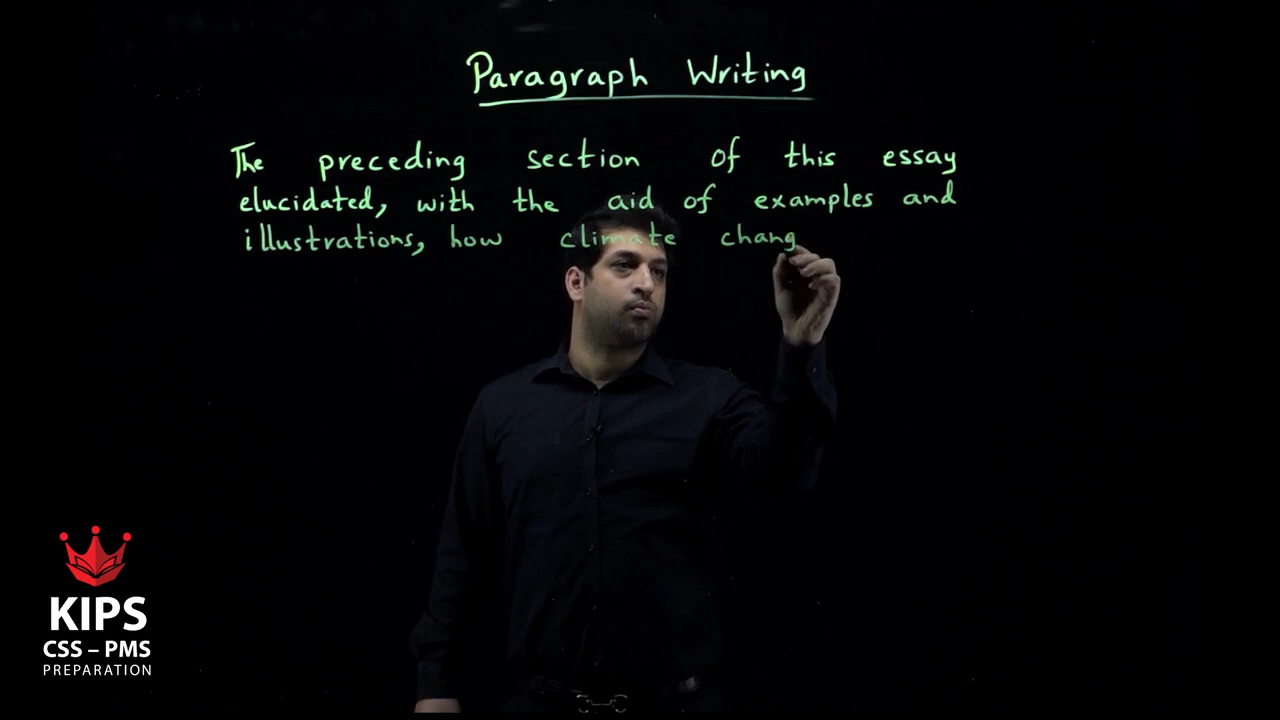 Paragraph Writing
The preceding section of this essay
elucidated, with the aid of examples and
illustrations, how climate chang
KIPS
CSS – PMS
PREPARATION